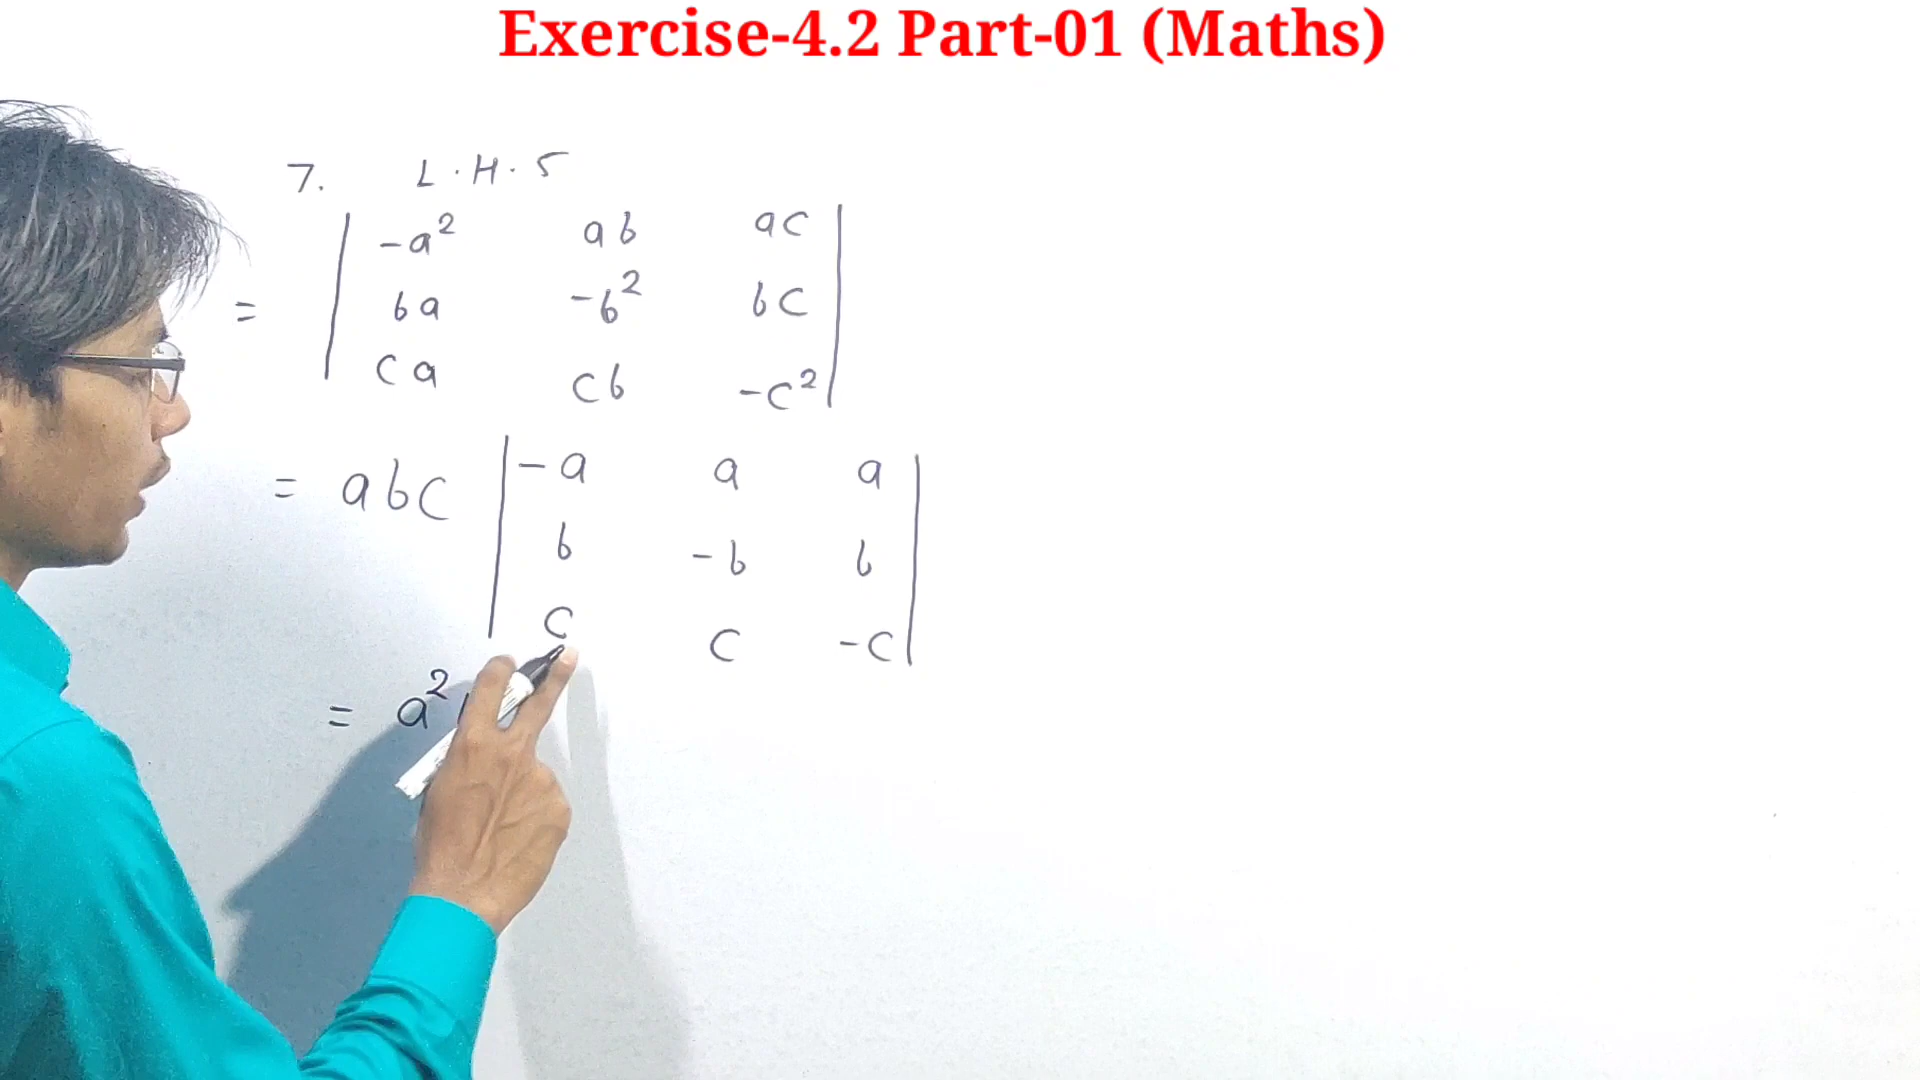 Exercise-4.2 Part-01 (Maths)
7. L.H.S
-a² ab ac
= ba -b² bc
ca cb -c²
-a a a
= abc b -b b
c c -c
= a²